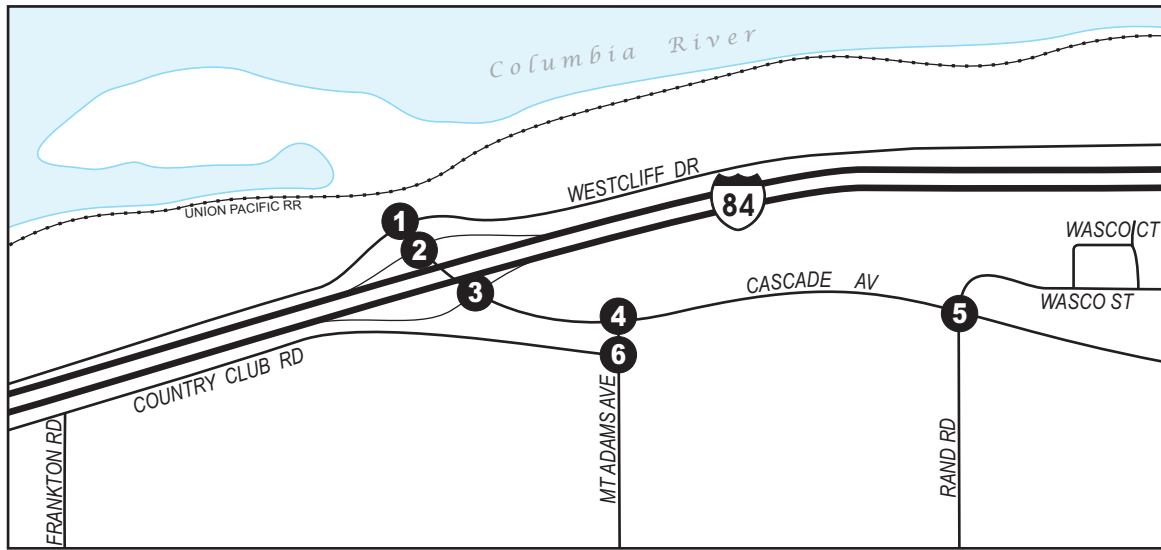 Columbia River
WESTCLIFF DR
84
UNION PACIFIC RR
1
2
3
WASCO CT
WASCO ST
CASCADE AV
4
5
6
COUNTRY CLUB RD
FRANKTON RD
MT ADAMS AVE
RAND RD